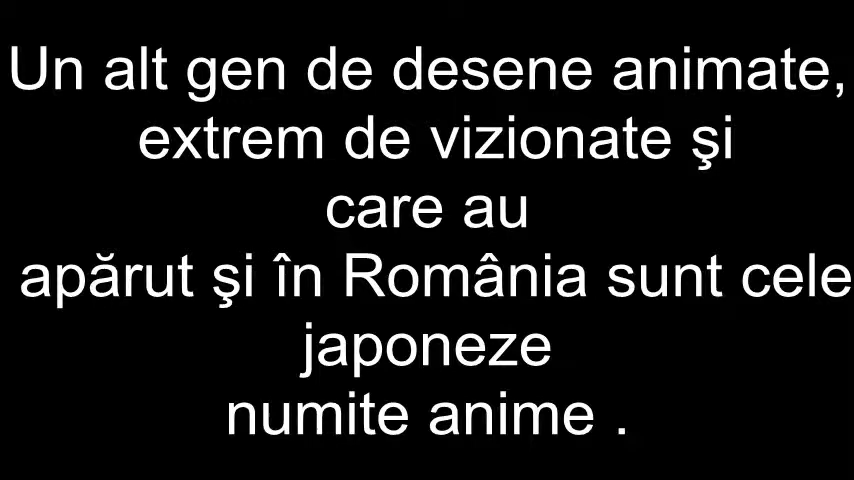 Un alt gen de desene animate,
extrem de vizionate şi
care au
apărut şi în România sunt cele
japoneze
numite anime .